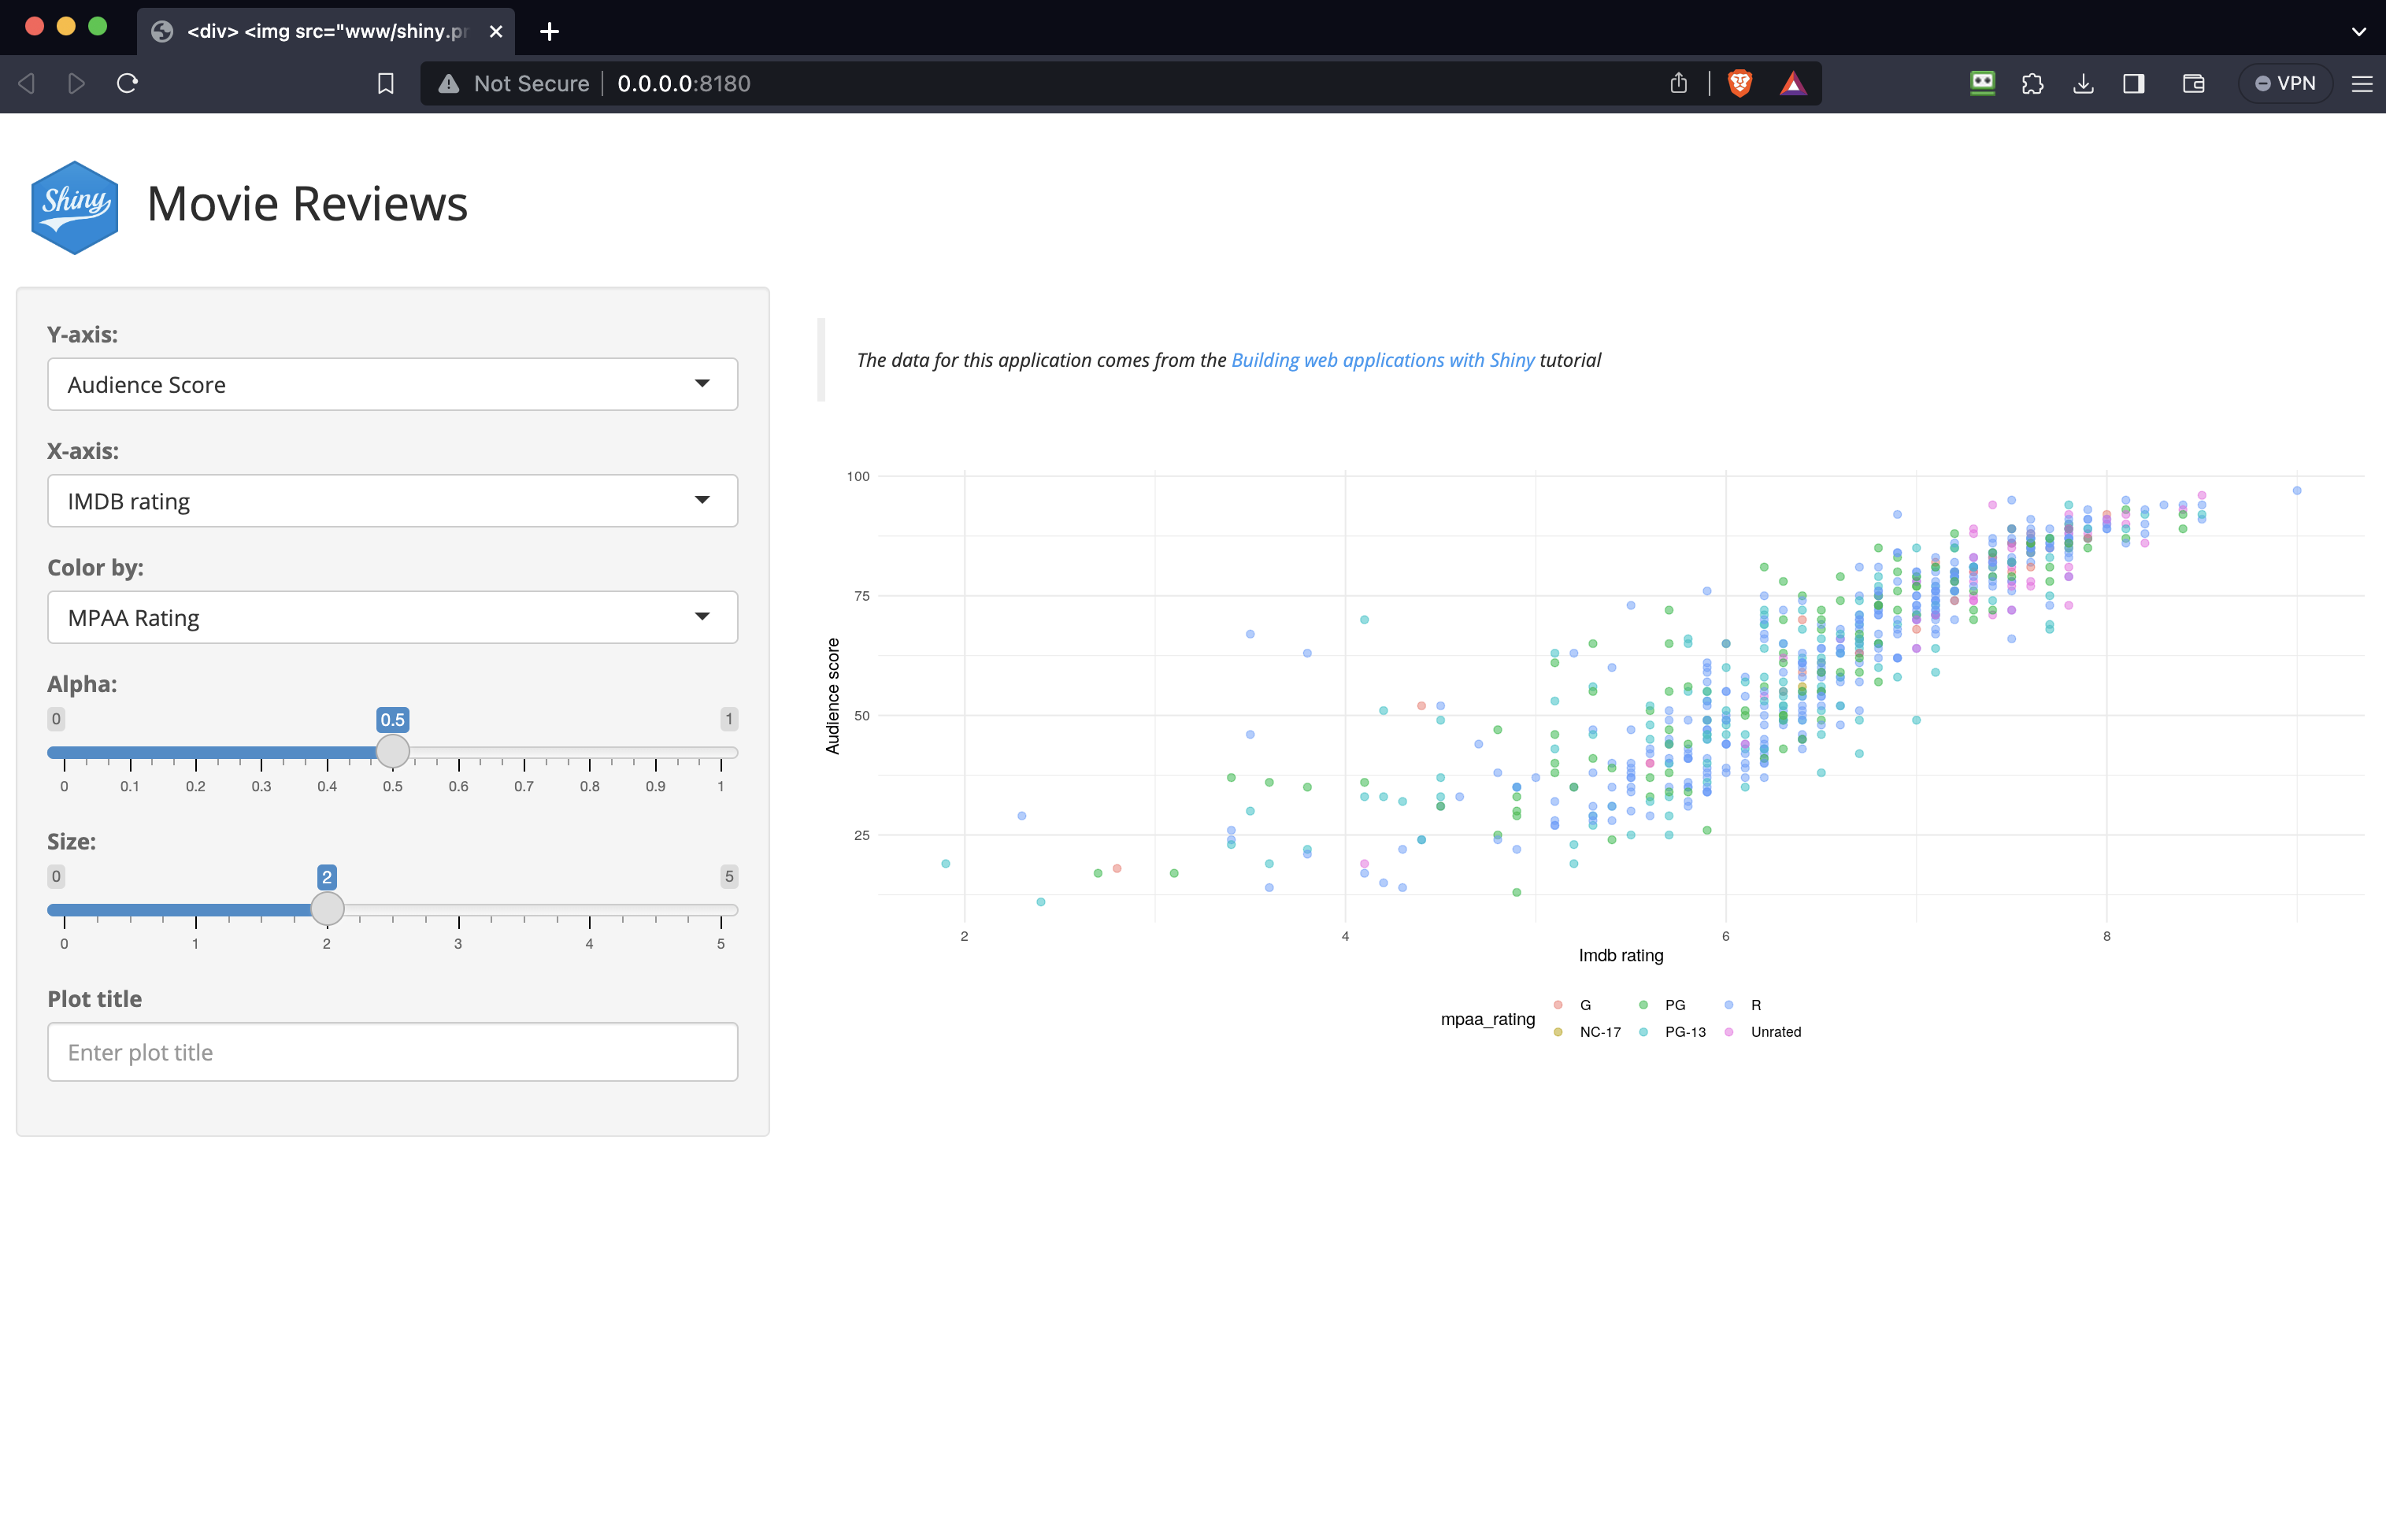 <div> <img src="www/shiny.pr
Not Secure 0.0.0.0:8180
VPN
Shiny
Movie Reviews
Y-axis:
Audience Score
X-axis:
IMDB rating
Color by:
MPAA Rating
Alpha:
0 0.5 1
0 0.1 0.2 0.3 0.4 0.5 0.6 0.7 0.8 0.9 1
Size:
0 2 5
0 1 2 3 4 5
Plot title
Enter plot title
The data for this application comes from the Building web applications with Shiny tutorial
100
75
50
25
Audience score
2 4 6 8
Imdb rating
mpaa_rating
G PG R
NC-17 PG-13 Unrated